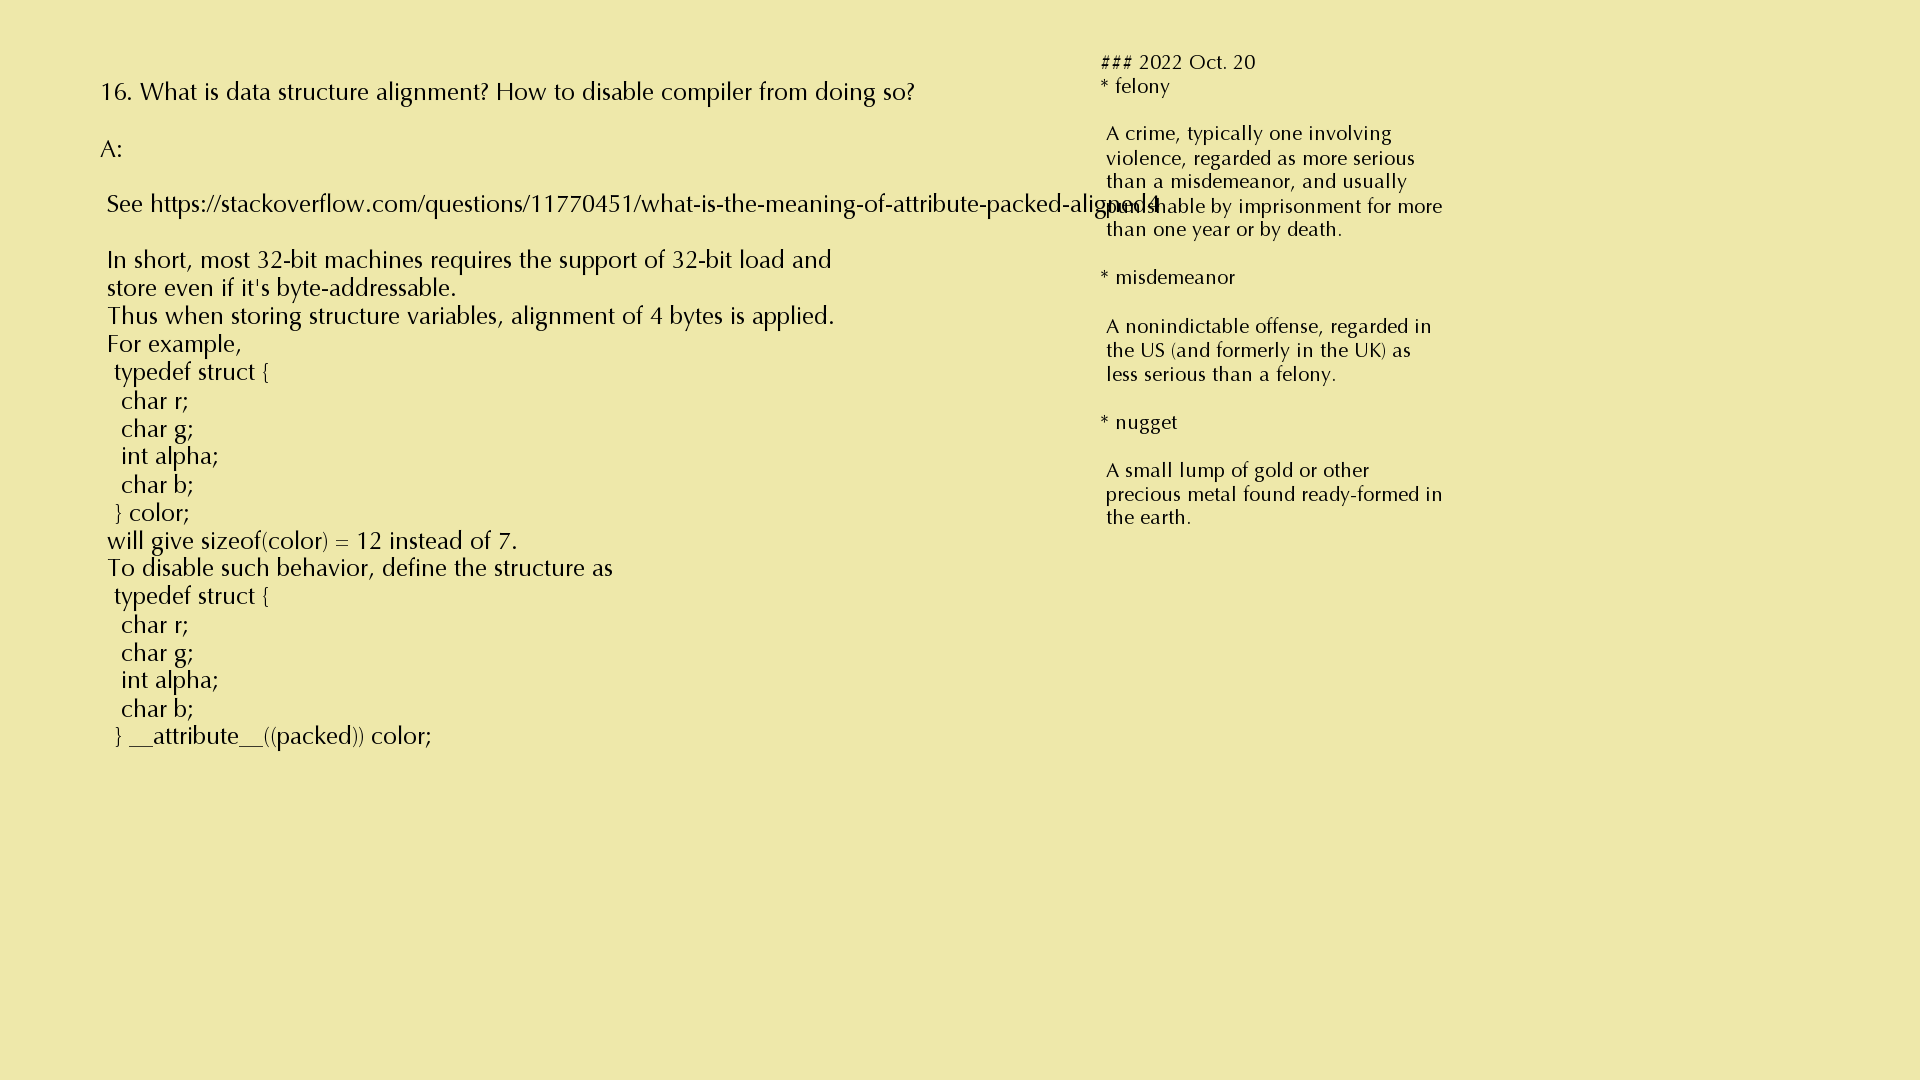 16. What is data structure alignment? How to disable compiler from doing so?
A:
See https://stackoverflow.com/questions/11770451/what-is-the-meaning-of-attribute-packed-aligned4
In short, most 32-bit machines requires the support of 32-bit load and
store even if it's byte-addressable.
Thus when storing structure variables, alignment of 4 bytes is applied.
For example,
typedef struct {
char r;
char g;
int alpha;
char b;
} color;
will give sizeof(color) = 12 instead of 7.
To disable such behavior, define the structure as
typedef struct {
char r;
char g;
int alpha;
char b;
} __attribute__((packed)) color;
### 2022 Oct. 20
* felony
A crime, typically one involving
violence, regarded as more serious
than a misdemeanor, and usually
punishable by imprisonment for more
than one year or by death.
* misdemeanor
A nonindictable offense, regarded in
the US (and formerly in the UK) as
less serious than a felony.
* nugget
A small lump of gold or other
precious metal found ready-formed in
the earth.